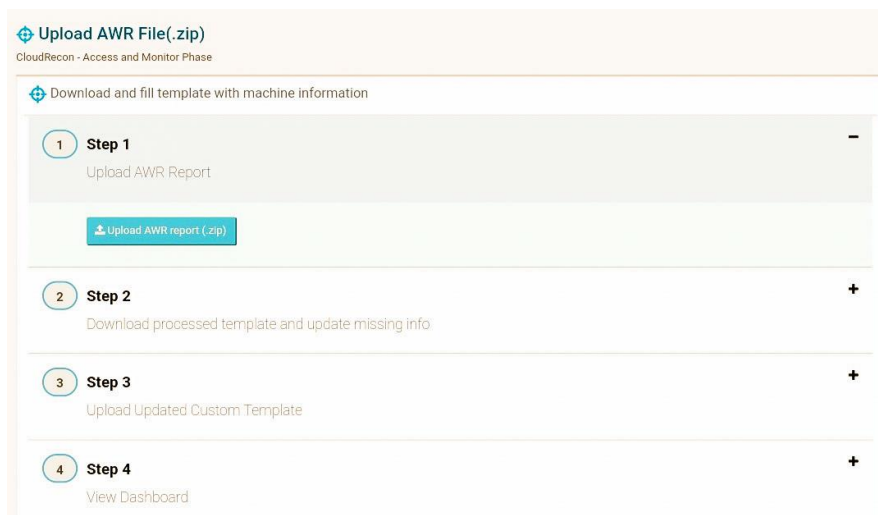 Upload AWR File(.zip)
CloudRecon - Access and Monitor Phase
Download and fill template with machine information
1 Step 1
Upload AWR Report
Upload AWR report (.zip)
2 Step 2
Download processed template and update missing info
3 Step 3
Upload Updated Custom Template
4 Step 4
View Dashboard